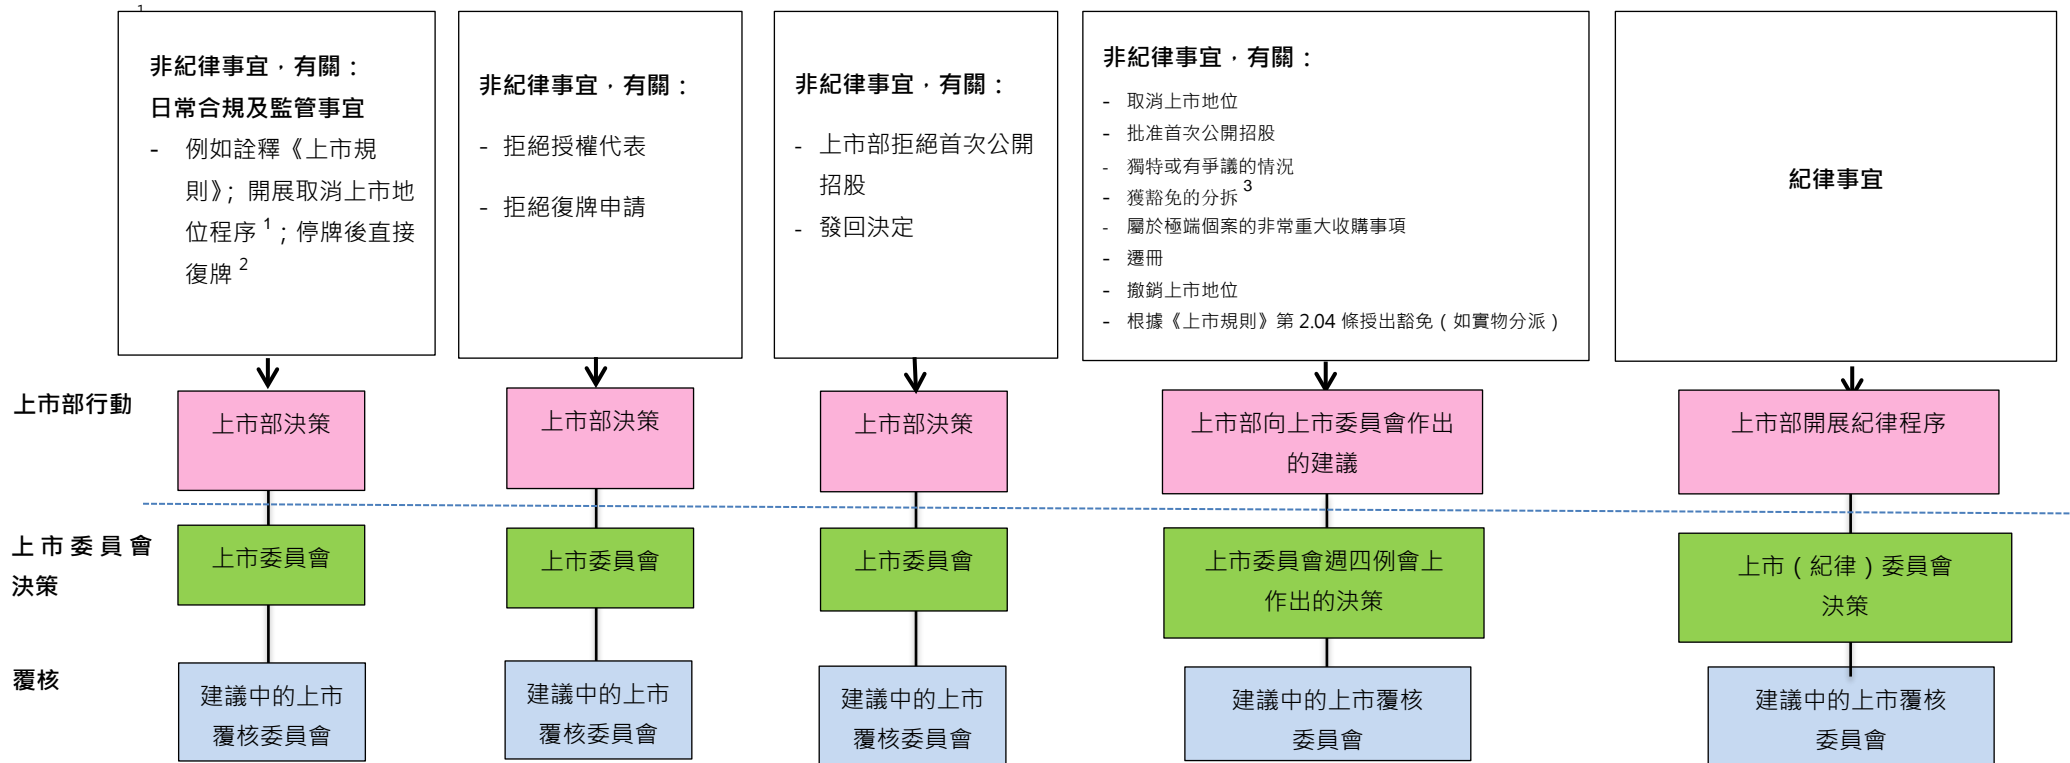 1
非紀律事宜，有關：
日常合規及監管事宜
- 例如詮釋《上市規
則》；開展取消上市地
位程序 1；停牌後直接
復牌 2
非紀律事宜，有關：
- 拒絕授權代表
- 拒絕復牌申請
非紀律事宜，有關：
- 上市部拒絕首次公開
招股
- 發回決定
非紀律事宜，有關：
- 取消上市地位
- 批准首次公開招股
- 獨特或有爭議的情況
- 獲豁免的分拆 3
- 屬於極端個案的非常重大收購事項
- 遷冊
- 撤銷上市地位
- 根據《上市規則》第 2.04 條授出豁免（如實物分派）
紀律事宜
上市部行動
上市部決策
上市部決策
上市部決策
上市部向上市委員會作出
的建議
上市部開展紀律程序
上市委員會
決策
上市委員會
上市委員會
上市委員會
上市委員會週四例會上
作出的決策
上市（紀律）委員會
決策
覆核
建議中的上市
覆核委員會
建議中的上市
覆核委員會
建議中的上市
覆核委員會
建議中的上市覆核
委員會
建議中的上市覆核
委員會